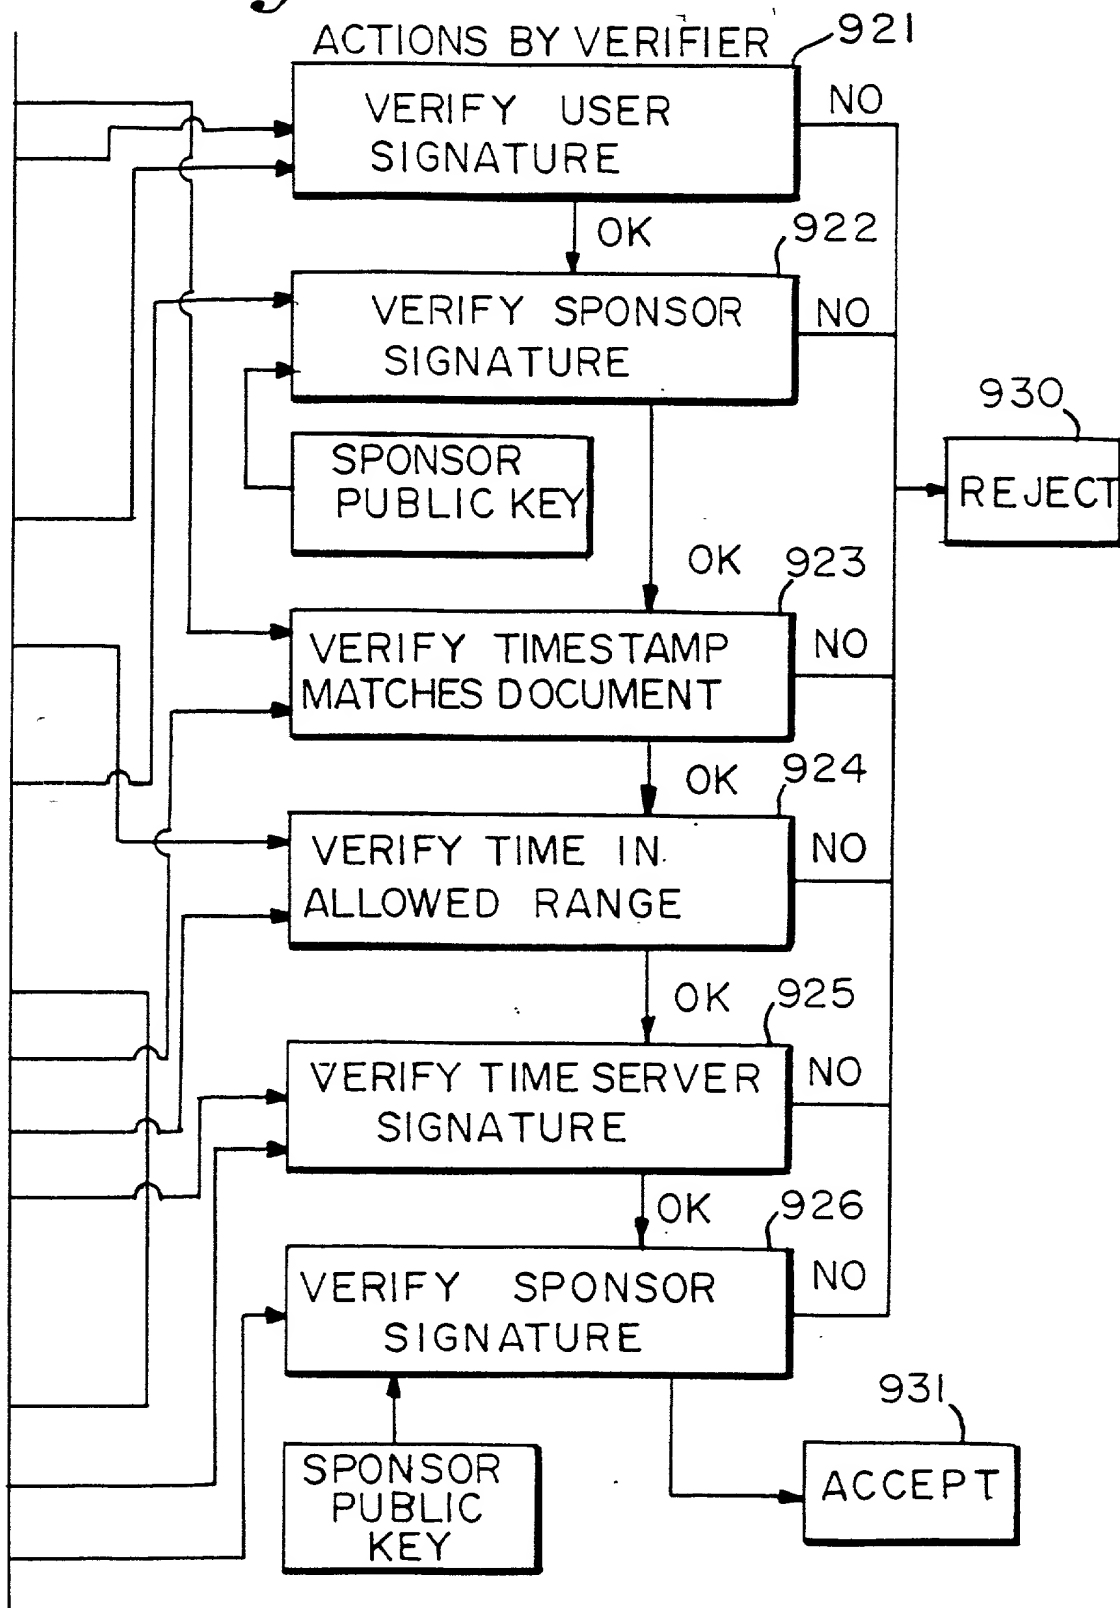 ACTIONS BY VERIFIER
921
VERIFY USER
SIGNATURE
NO
OK
922
VERIFY SPONSOR
SIGNATURE
NO
930
REJECT
SPONSOR
PUBLIC KEY
OK
923
VERIFY TIMESTAMP
MATCHES DOCUMENT
NO
OK
924
VERIFY TIME IN
ALLOWED RANGE
NO
OK
925
VERIFY TIME SERVER
SIGNATURE
NO
OK
926
VERIFY SPONSOR
SIGNATURE
NO
931
ACCEPT
SPONSOR
PUBLIC
KEY